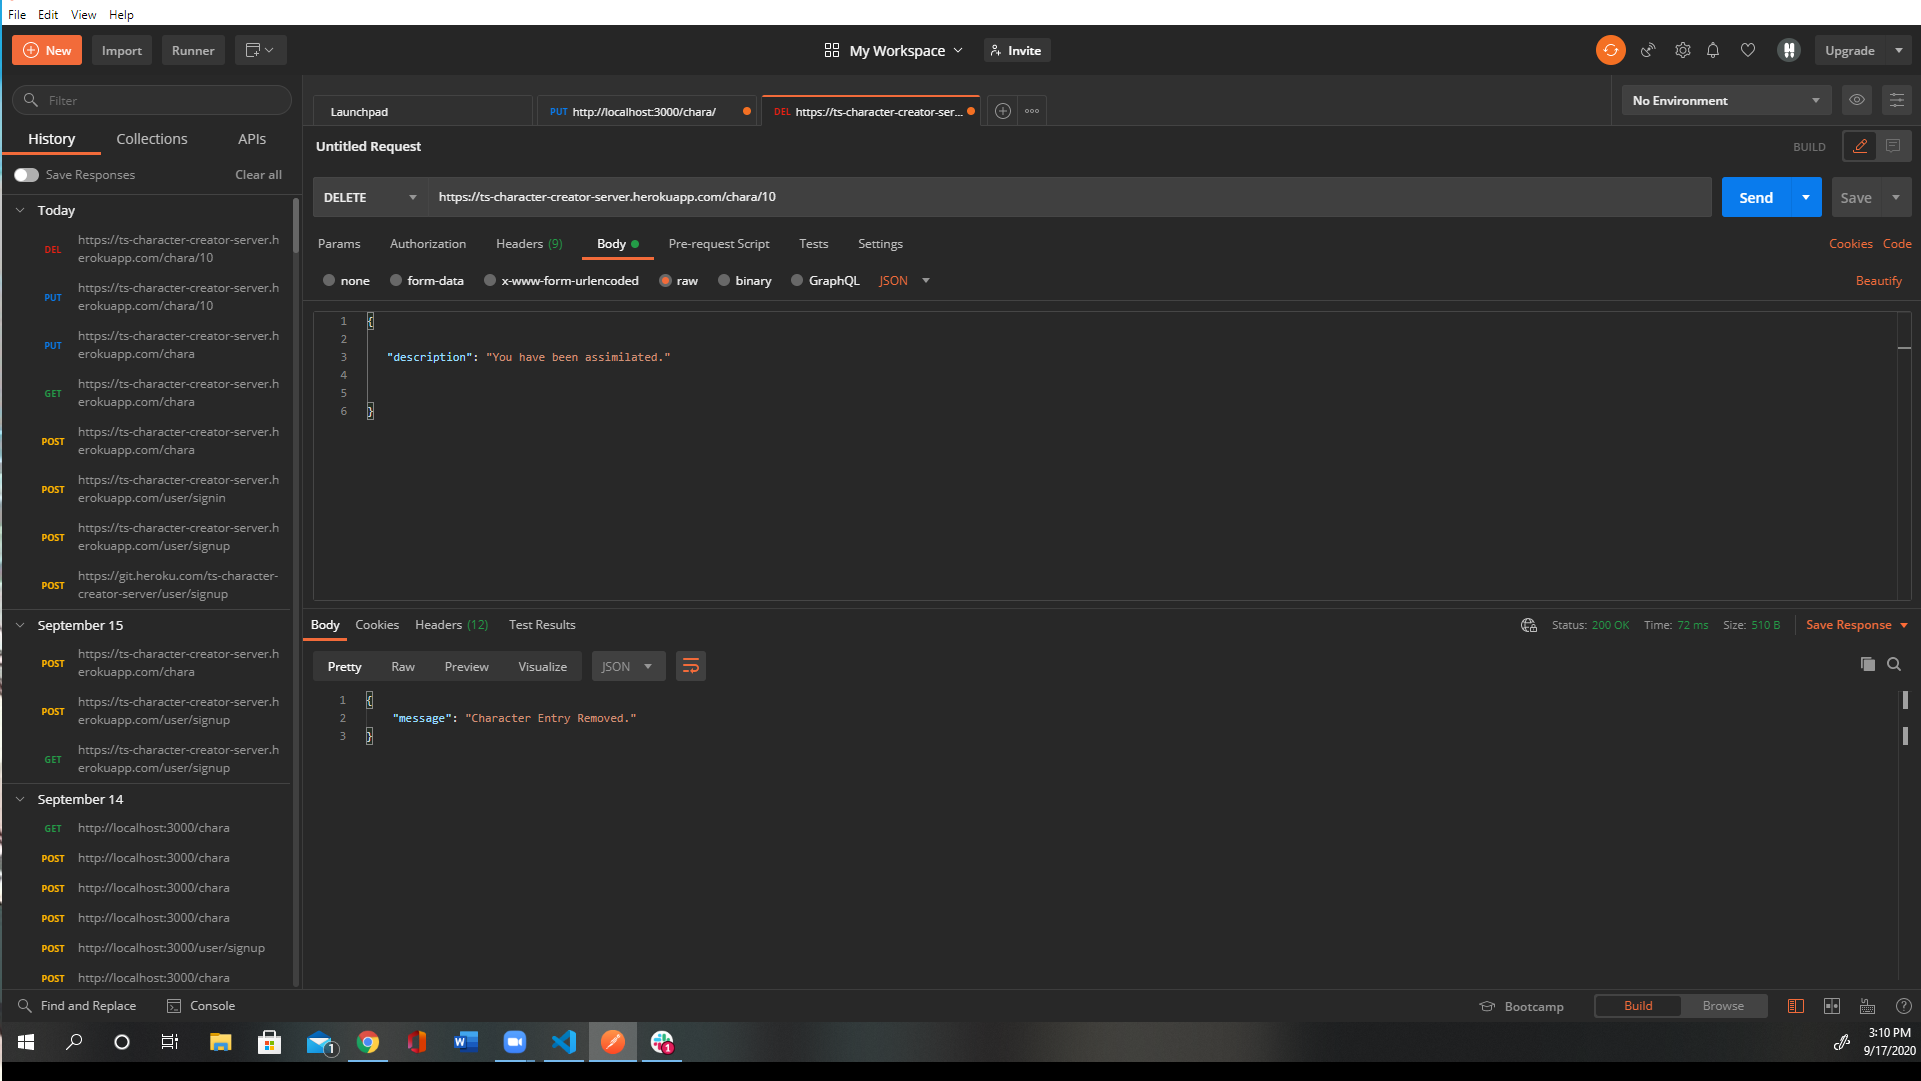 File Edit View Help
New Import Runner My Workspace Invite Upgrade
Filter
History Collections APIs
Save Responses Clear all
Today
DEL https://ts-character-creator-server.h
erokuapp.com/chara/10
PUT https://ts-character-creator-server.h
erokuapp.com/chara/10
PUT https://ts-character-creator-server.h
erokuapp.com/chara
GET https://ts-character-creator-server.h
erokuapp.com/chara
POST https://ts-character-creator-server.h
erokuapp.com/chara
POST https://ts-character-creator-server.h
erokuapp.com/user/signin
POST https://ts-character-creator-server.h
erokuapp.com/user/signup
POST https://git.heroku.com/ts-character-
creator-server/user/signup
September 15
POST https://ts-character-creator-server.h
erokuapp.com/chara
POST https://ts-character-creator-server.h
erokuapp.com/user/signup
GET https://ts-character-creator-server.h
erokuapp.com/user/signup
September 14
GET http://localhost:3000/chara
POST http://localhost:3000/chara
POST http://localhost:3000/chara
POST http://localhost:3000/chara
POST http://localhost:3000/user/signup
POST http://localhost:3000/chara
Launchpad PUT http://localhost:3000/chara/ DEL https://ts-character-creator-ser... No Environment
Untitled Request BUILD
DELETE https://ts-character-creator-server.herokuapp.com/chara/10 Send Save
Params Authorization Headers (9) Body Pre-request Script Tests Settings Cookies Code
none form-data x-www-form-urlencoded raw binary GraphQL JSON Beautify
1 {
2
3 "description": "You have been assimilated."
4
5
6 }
Body Cookies Headers (12) Test Results Status: 200 OK Time: 72 ms Size: 510 B Save Response
Pretty Raw Preview Visualize JSON
1 {
2 "message": "Character Entry Removed."
3 }
Find and Replace Console Bootcamp Build Browse
1 W 1 3:10 PM
9/17/2020